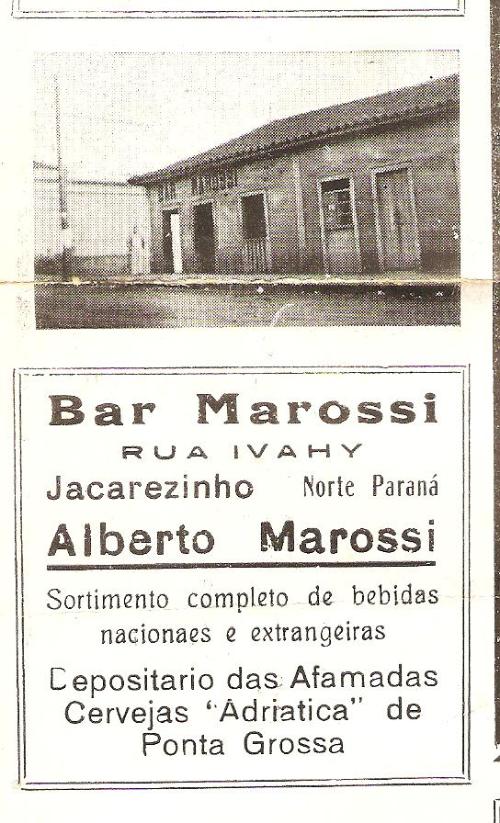 BAR MAROSSI
Bar Marossi
RUA IVAHY
Jacarezinho Norte Paraná
Alberto Marossi
Sortimento completo de bebidas
nacionaes e extrangeiras
Depositario das Afamadas
Cervejas "Adriatica" de
Ponta Grossa